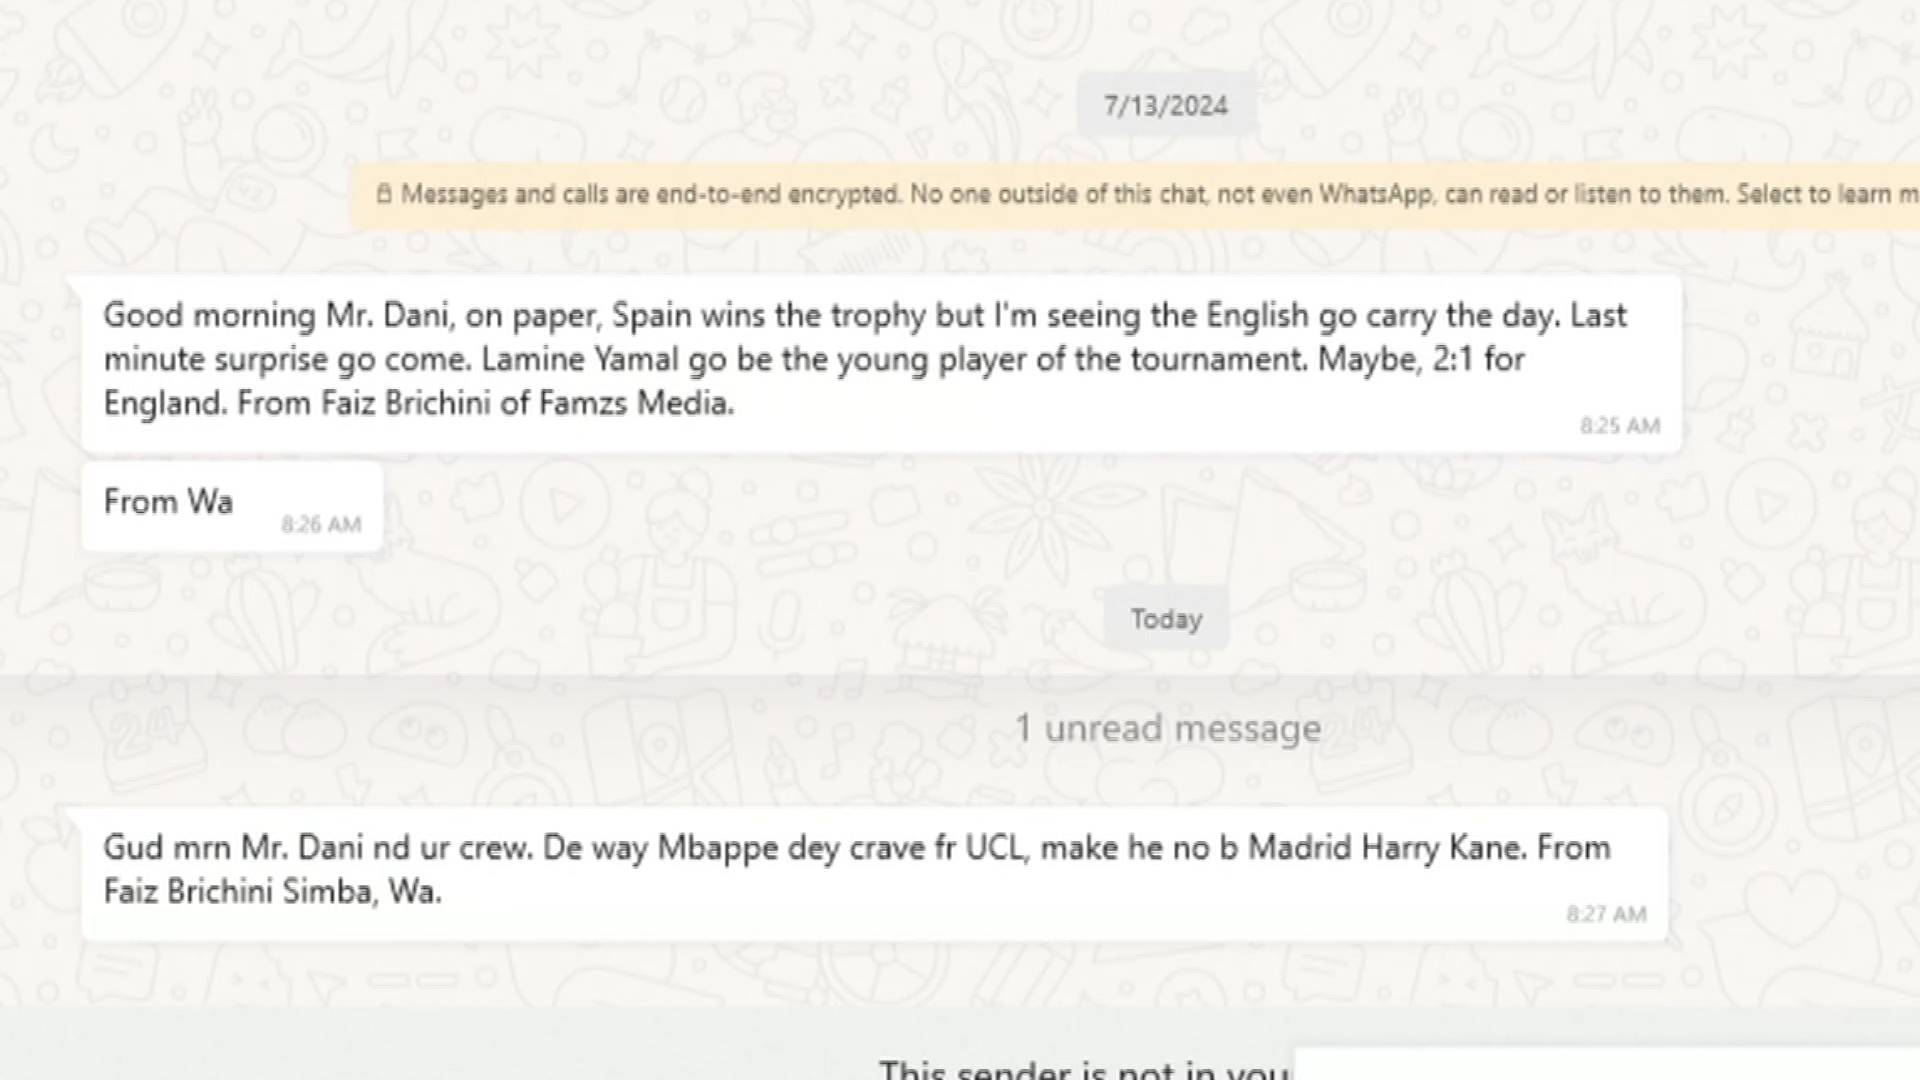 7/13/2024
Messages and calls are end-to-end encrypted. No one outside of this chat, not even WhatsApp, can read or listen to them. Select to learn m
Good morning Mr. Dani, on paper, Spain wins the trophy but I'm seeing the English go carry the day. Last
minute surprise go come. Lamine Yamal go be the young player of the tournament. Maybe, 2:1 for
England. From Faiz Brichini of Famzs Media.
8:25 AM
From Wa
8:26 AM
Today
1 unread message
Gud mrn Mr. Dani nd ur crew. De way Mbappe dey crave fr UCL, make he no b Madrid Harry Kane. From
Faiz Brichini Simba, Wa.
8:27 AM
This sender is not in you